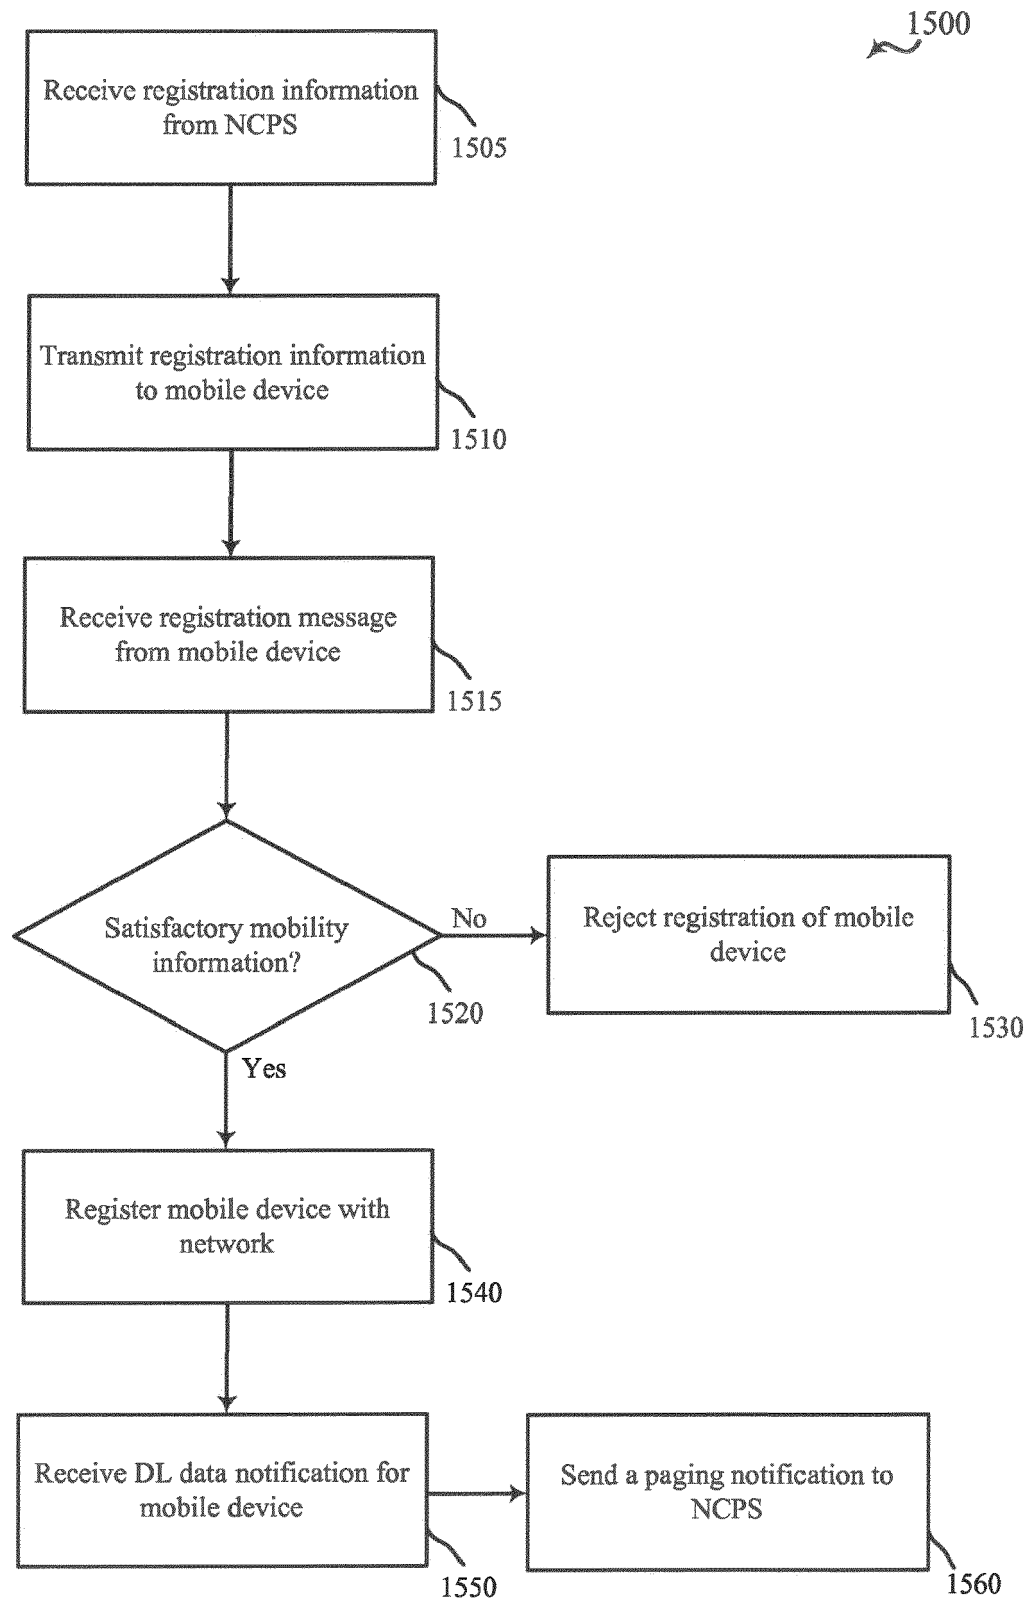 1500
Receive registration information
from NCPS
1505
Transmit registration information
to mobile device
1510
Receive registration message
from mobile device
1515
Satisfactory mobility
information?
1520
No
Reject registration of mobile
device
1530
Yes
Register mobile device with
network
1540
Receive DL data notification for
mobile device
1550
Send a paging notification to
NCPS
1560